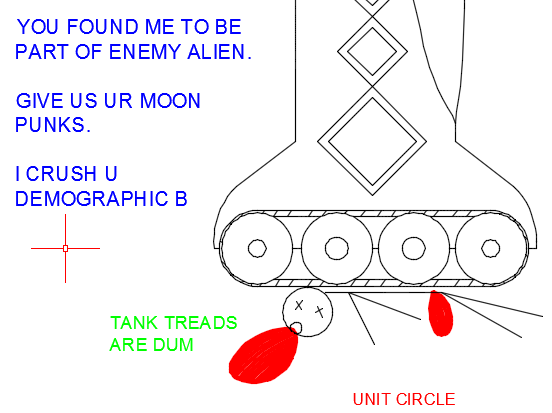 YOU FOUND ME TO BE
PART OF ENEMY ALIEN.
GIVE US UR MOON
PUNKS.
I CRUSH U
DEMOGRAPHIC B
TANK TREADS
ARE DUM
UNIT CIRCLE